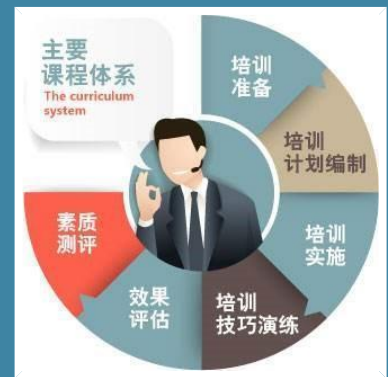 主要
课程体系
The curriculum
system
培训
准备
培训
计划编制
培训
实施
培训
技巧演练
效果
评估
素质
测评